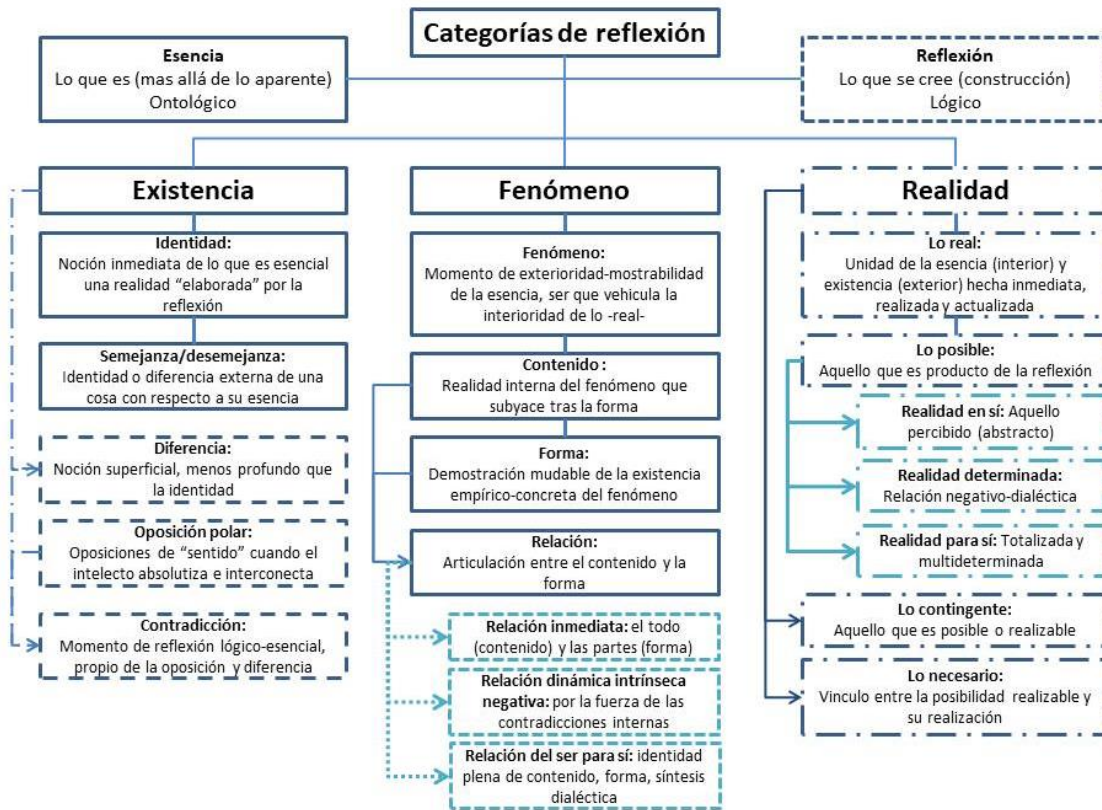 Categorías de reflexión
Esencia
Lo que es (mas allá de lo aparente)
Ontológico
Reflexión
Lo que se cree (construcción)
Lógico
Existencia
Identidad:
Noción inmediata de lo que es esencial
una realidad “elaborada” por la
reflexión
Semejanza/desemejanza:
Identidad o diferencia externa de una
cosa con respecto a su esencia
Diferencia:
Noción superficial, menos profundo que
la identidad
Oposición polar:
Oposiciones de “sentido” cuando el
intelecto absolutiza e interconecta
Contradicción:
Momento de reflexión lógico-esencial,
propio de la oposición y diferencia
Fenómeno
Fenómeno:
Momento de exterioridad-mostrabilidad
de la esencia, ser que vehicula la
interioridad de lo -real-
Contenido :
Realidad interna del fenómeno que
subyace tras la forma
Forma:
Demostración mudable de la existencia
empírico-concreta del fenómeno
Relación:
Articulación entre el contenido y la
forma
Relación inmediata: el todo
(contenido) y las partes (forma)
Relación dinámica intrínseca
negativa: por la fuerza de las
contradicciones internas
Relación del ser para sí: identidad
plena de contenido, forma, síntesis
dialéctica
Realidad
Lo real:
Unidad de la esencia (interior) y
existencia (exterior) hecha inmediata,
realizada y actualizada
Lo posible:
Aquello que es producto de la reflexión
Realidad en sí: Aquello
percibido (abstracto)
Realidad determinada:
Relación negativo-dialéctica
Realidad para sí: Totalizada y
multideterminada
Lo contingente:
Aquello que es posible o realizable
Lo necesario:
Vinculo entre la posibilidad realizable y
su realización